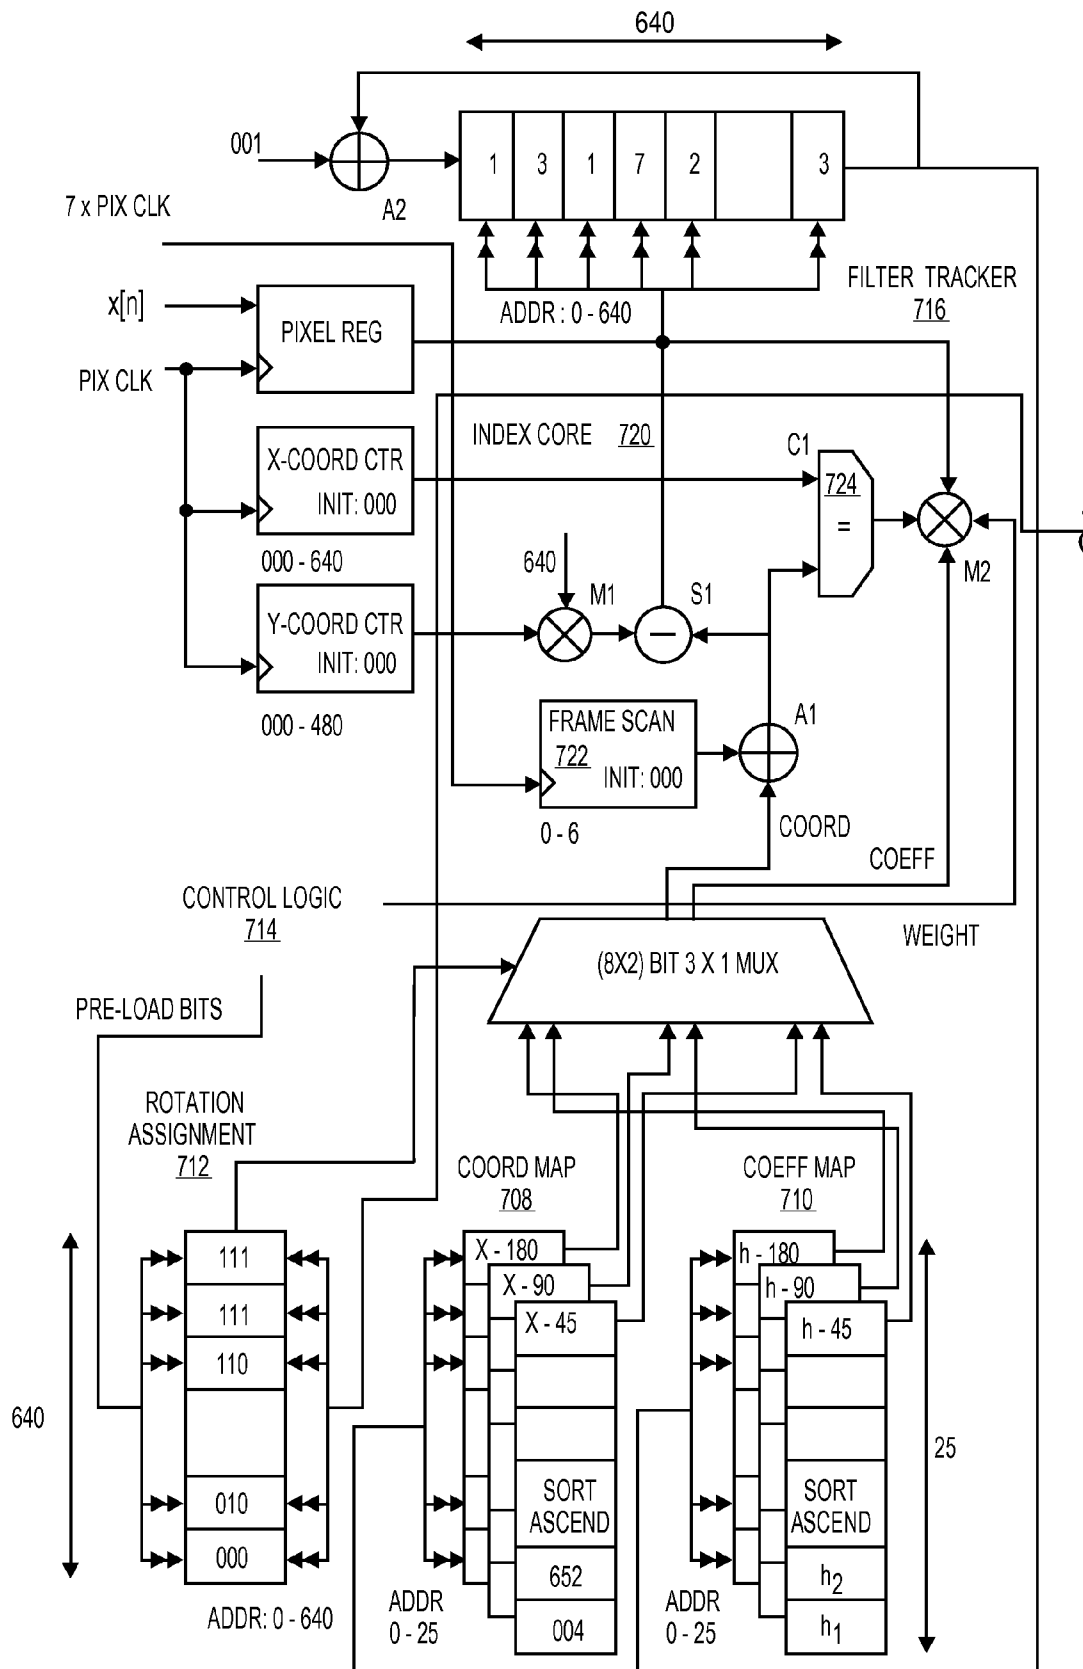 640
001
1 3 1 7 2 3
A2
7 x PIX CLK
FILTER TRACKER
716
x[n]
PIXEL REG
ADDR : 0 - 640
PIX CLK
INDEX CORE 720
C1
X-COORD CTR
INIT: 000
724
=
000 - 640
640
M1
S1
M2
Y-COORD CTR
INIT: 000
000 - 480
FRAME SCAN
722
INIT: 000
A1
0 - 6
COORD
COEFF
CONTROL LOGIC
714
WEIGHT
(8X2) BIT 3 X 1 MUX
PRE-LOAD BITS
ROTATION
ASSIGNMENT
712
COORD MAP
708
COEFF MAP
710
111
111
110
010
000
640
ADDR: 0 - 640
X - 180
X - 90
X - 45
SORT
ASCEND
652
004
ADDR
0 - 25
h - 180
h - 90
h - 45
SORT
ASCEND
h2
h1
ADDR
0 - 25
25